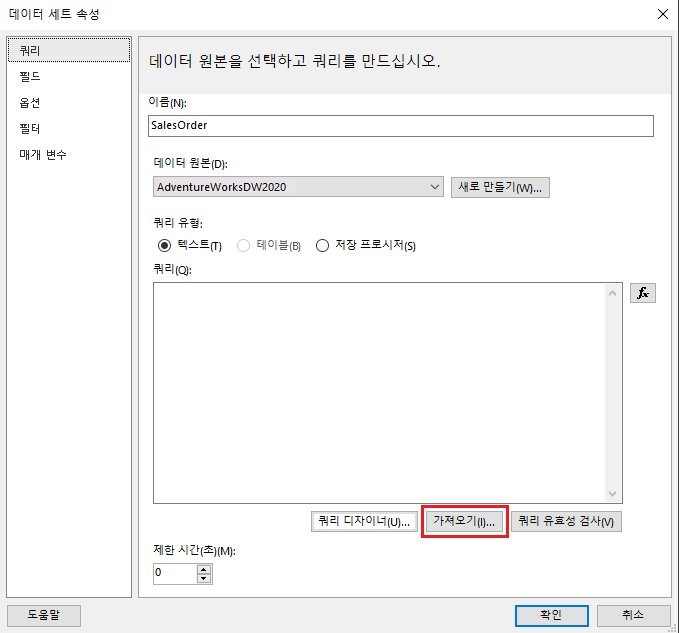 데이터 세트 속성
쿼리
필드
옵션
필터
매개 변수
데이터 원본을 선택하고 쿼리를 만드십시오.
이름(N):
SalesOrder
데이터 원본(D):
AdventureWorksDW2020
새로 만들기(W)...
쿼리 유형:
텍스트(T) 테이블(B) 저장 프로시저(S)
쿼리(Q):
fx
쿼리 디자이너(U)... 가져오기(I)... 쿼리 유효성 검사(V)
제한 시간(초)(M):
0
도움말 확인 취소